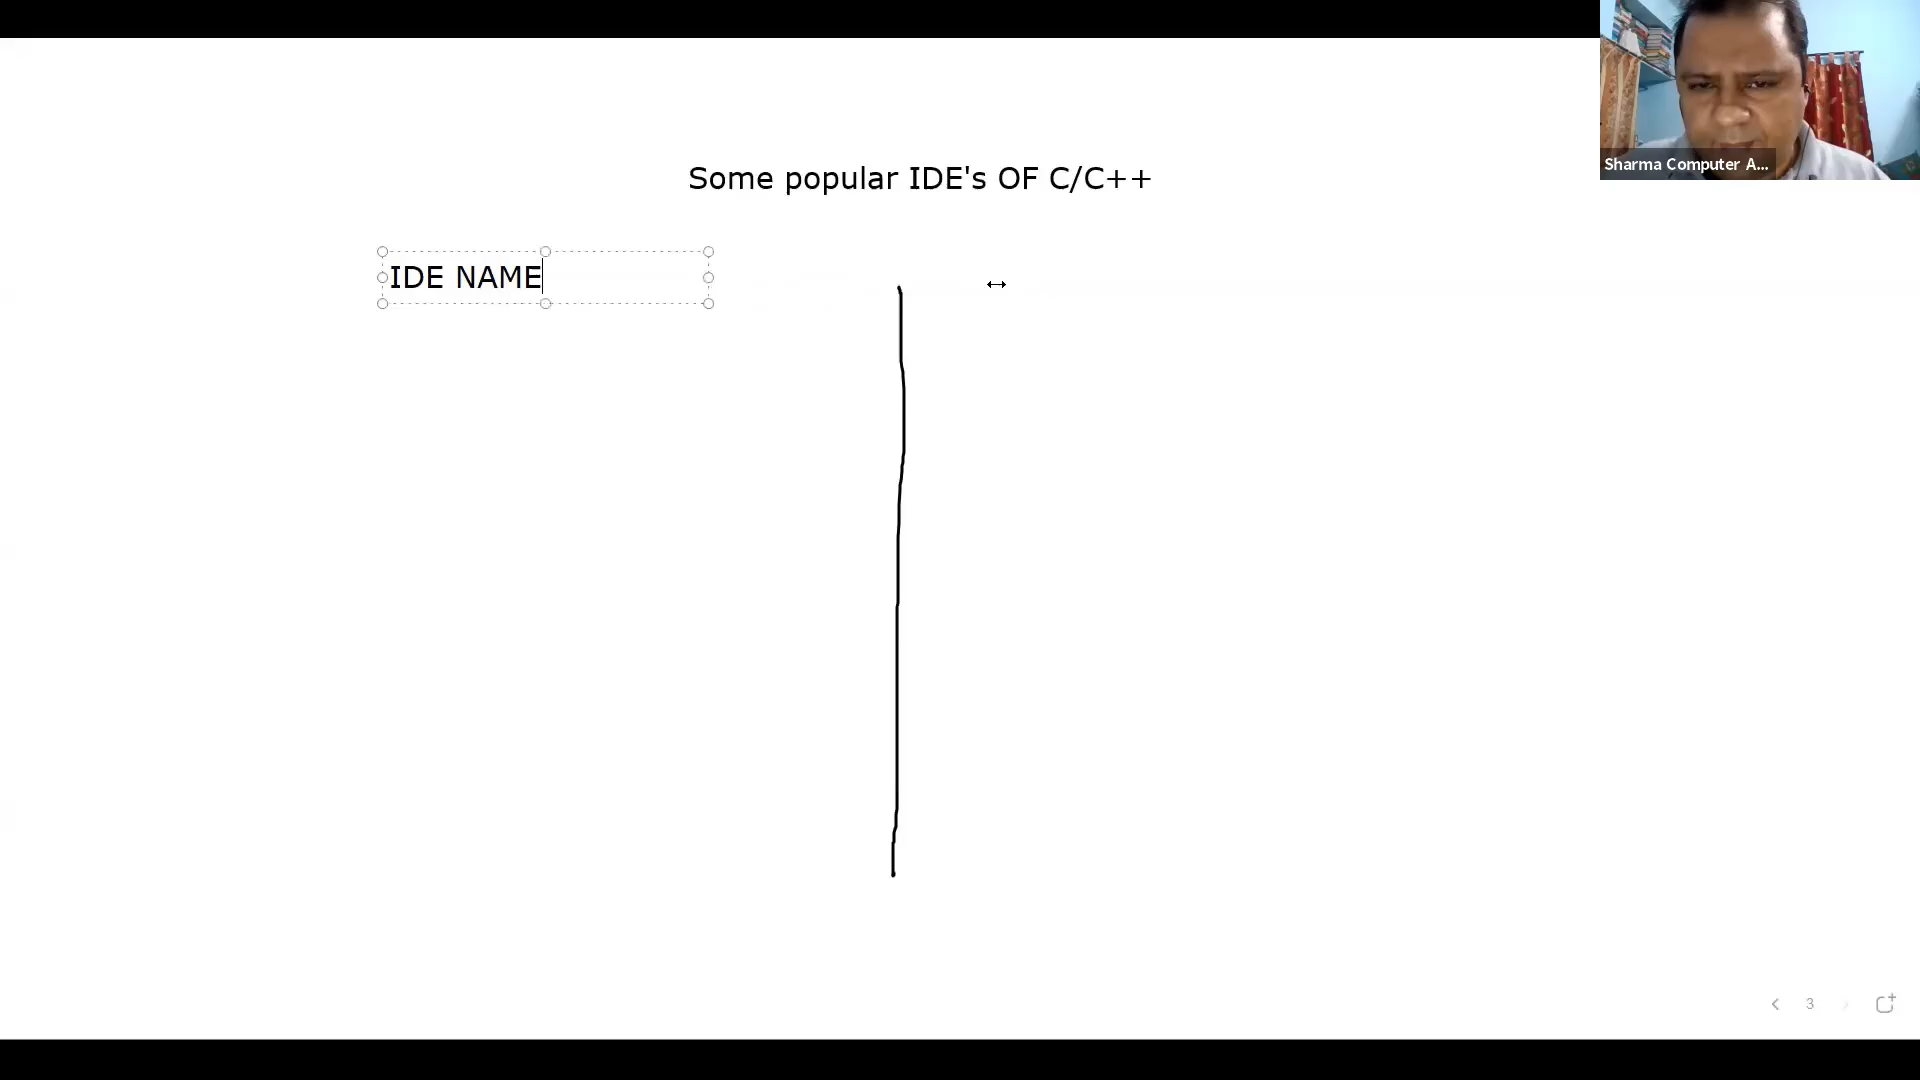 Sharma Computer A...
Some popular IDE's OF C/C++
IDE NAME
3